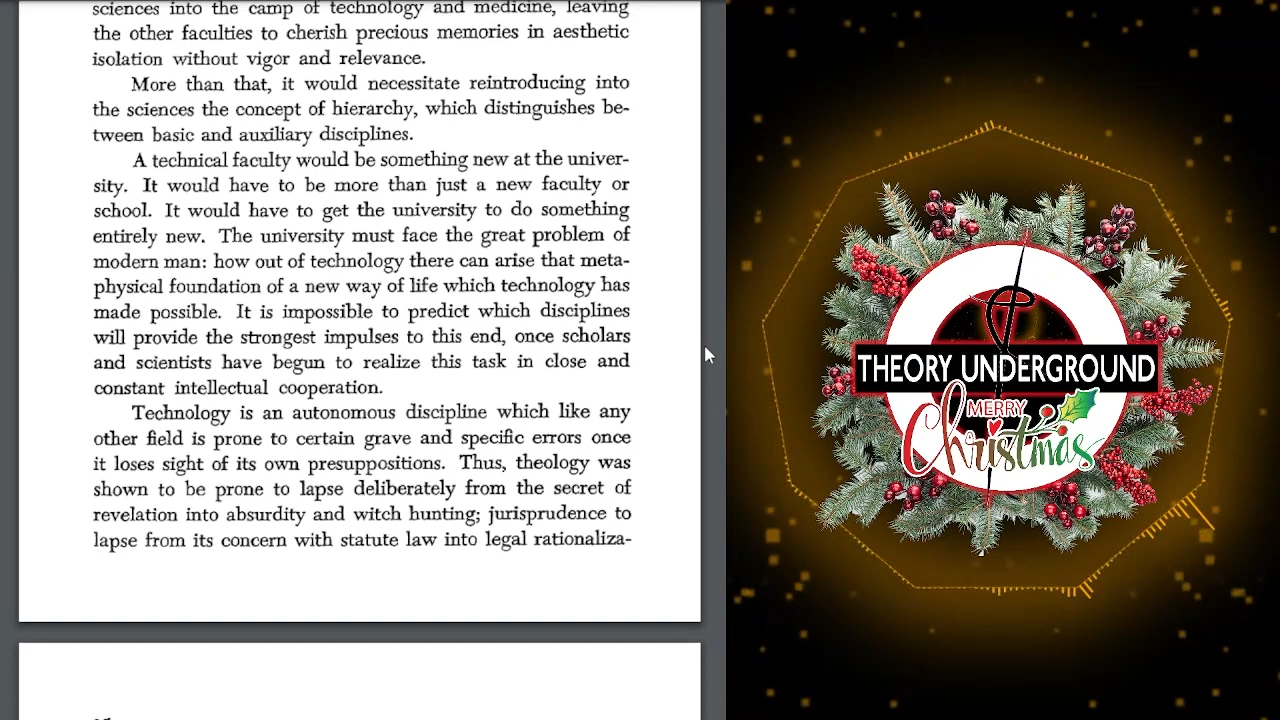 sciences into the camp of technology and medicine, leaving
the other faculties to cherish precious memories in aesthetic
isolation without vigor and relevance.
More than that, it would necessitate reintroducing into
the sciences the concept of hierarchy, which distinguishes be-
tween basic and auxiliary disciplines.
A technical faculty would be something new at the univer-
sity. It would have to be more than just a new faculty or
school. It would have to get the university to do something
entirely new. The university must face the great problem of
modern man: how out of technology there can arise that meta-
physical foundation of a new way of life which technology has
made possible. It is impossible to predict which disciplines
will provide the strongest impulses to this end, once scholars
and scientists have begun to realize this task in close and
constant intellectual cooperation.
Technology is an autonomous discipline which like any
other field is prone to certain grave and specific errors once
it loses sight of its own presuppositions. Thus, theology was
shown to be prone to lapse deliberately from the secret of
revelation into absurdity and witch hunting; jurisprudence to
lapse from its concern with statute law into legal rationaliza-
THEORY UNDERGROUND
MERRY
Christmas